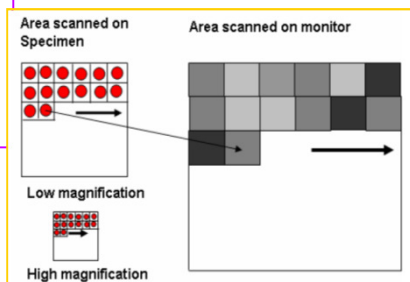 Area scanned on
Specimen
Area scanned on monitor
Low magnification
High magnification